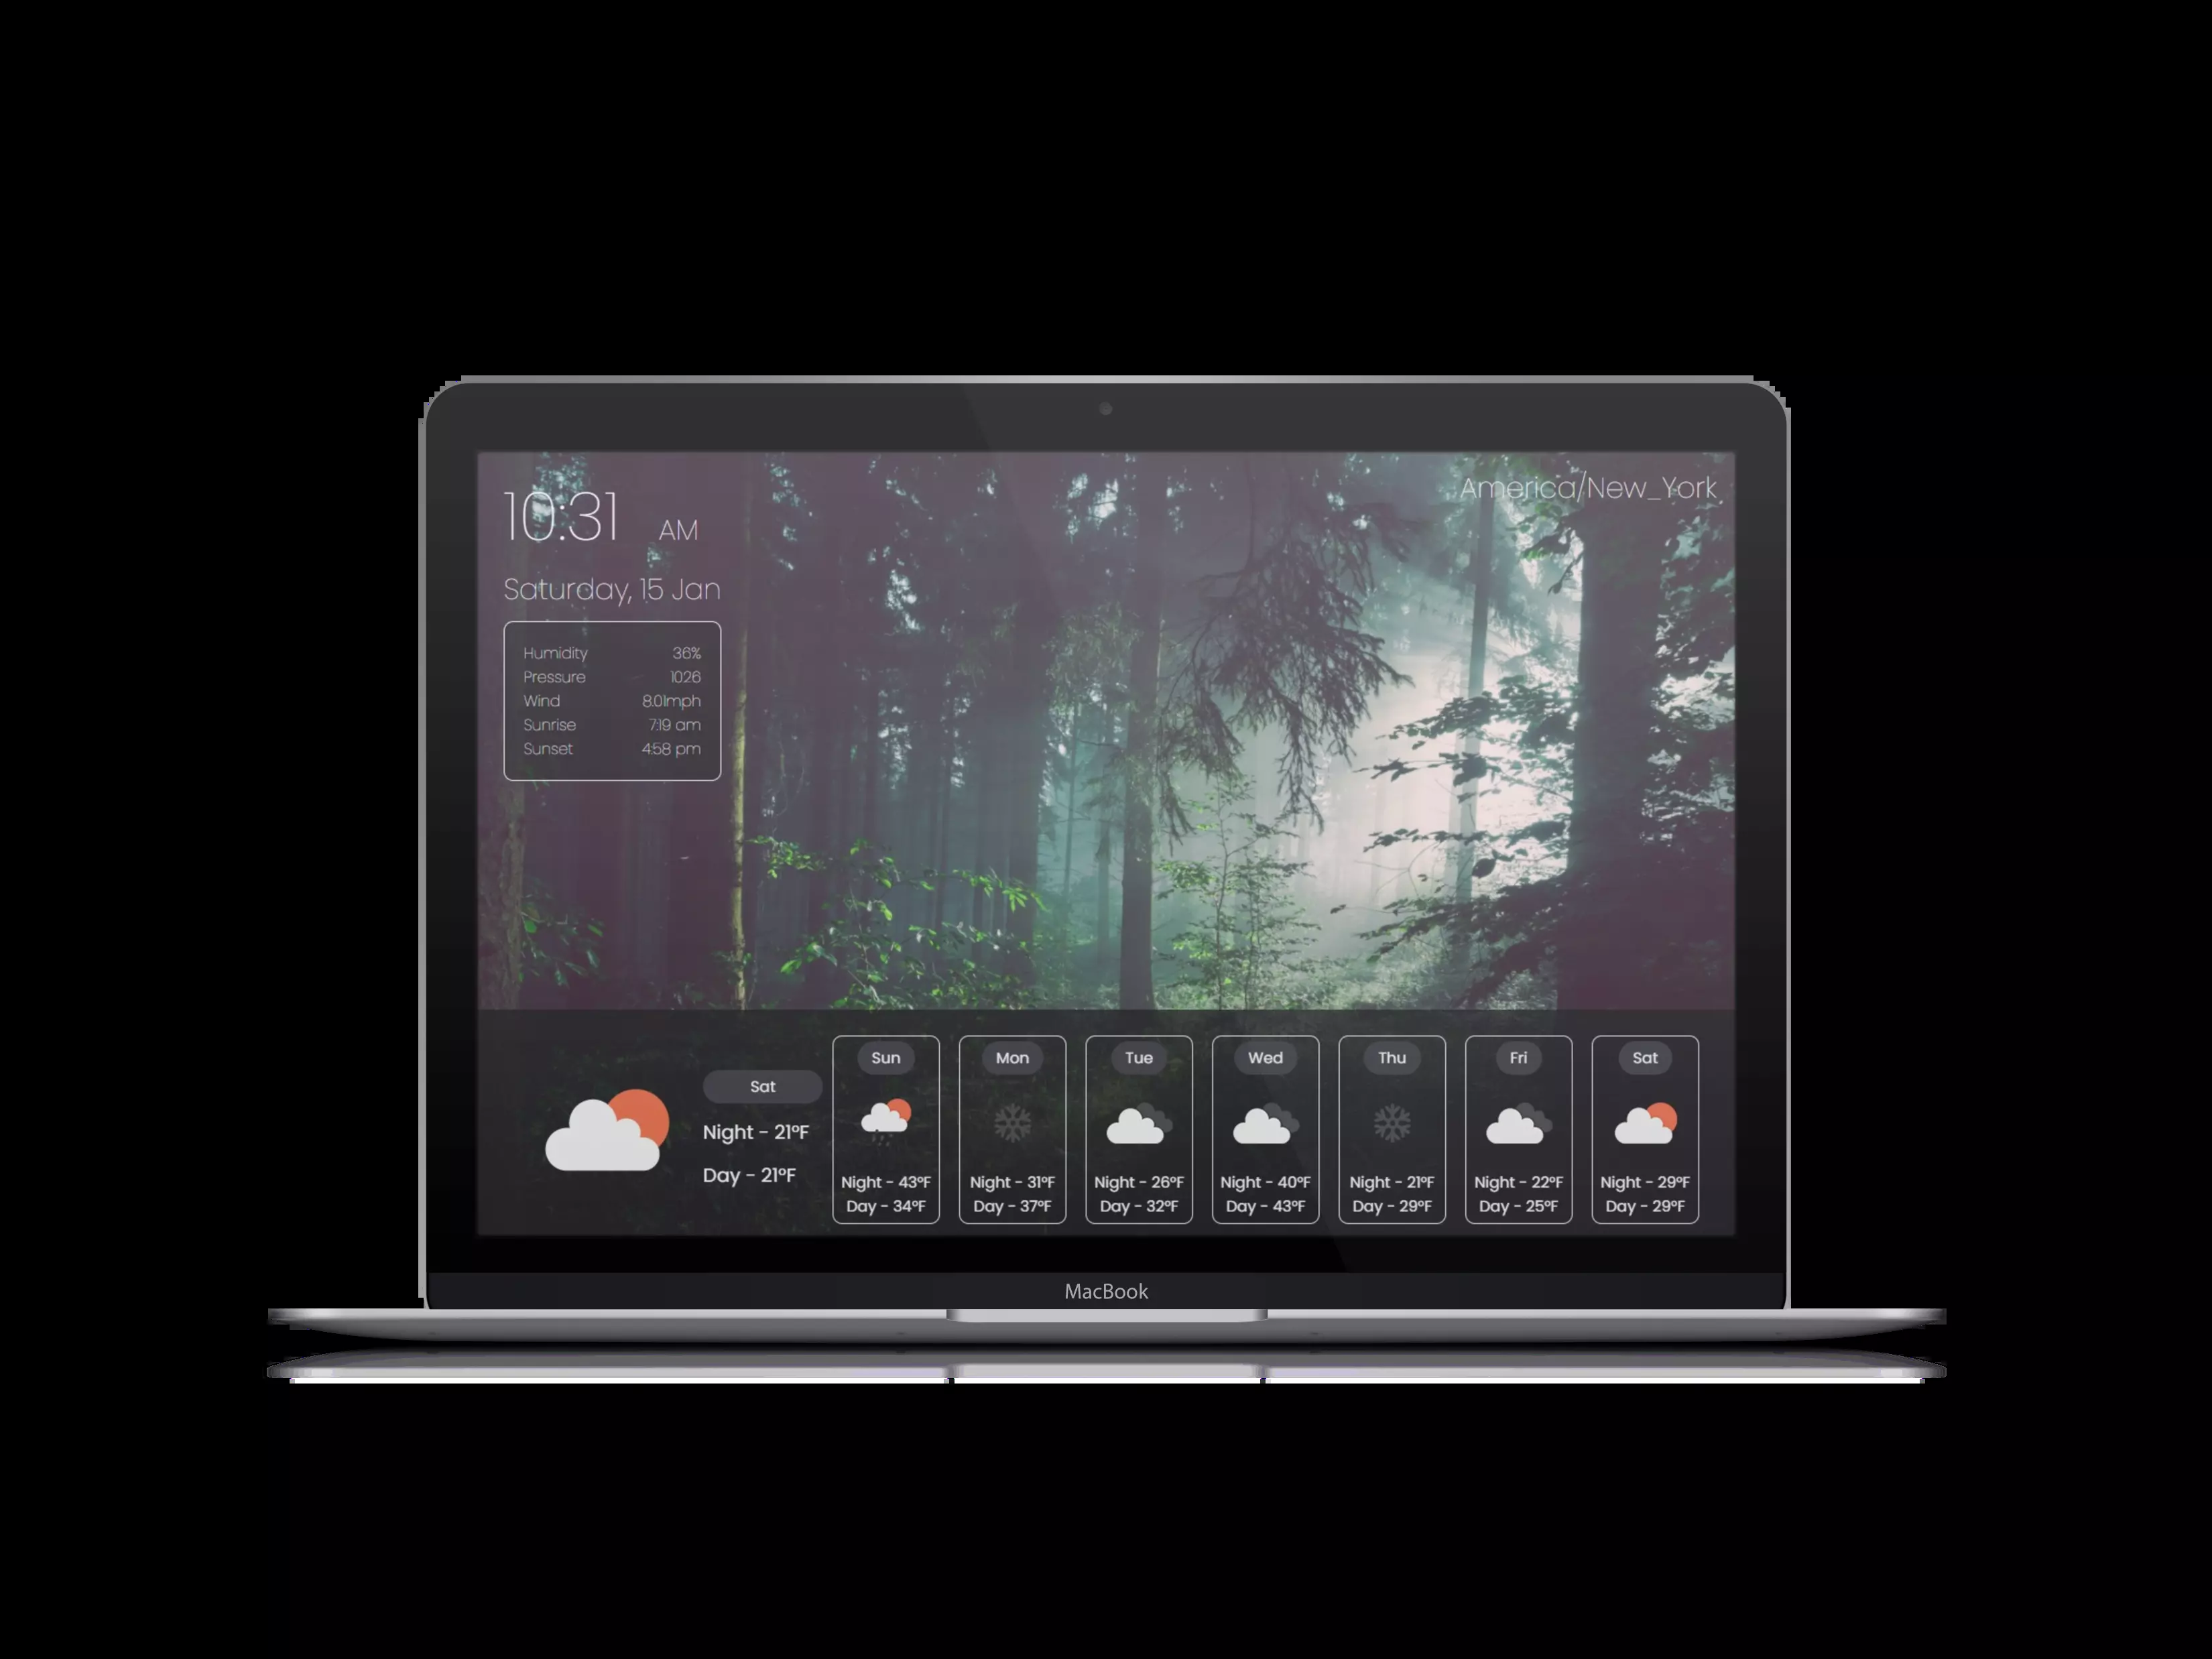 10:31 AM
America/New_York
Saturday, 15 Jan
Humidity 36%
Pressure 1026
Wind 8.01mph
Sunrise 7:19 am
Sunset 4:58 pm
Sat
Night - 21°F
Day - 21°F
Sun
Night - 43°F
Day - 34°F
Mon
Night - 31°F
Day - 37°F
Tue
Night - 26°F
Day - 32°F
Wed
Night - 40°F
Day - 43°F
Thu
Night - 21°F
Day - 29°F
Fri
Night - 22°F
Day - 25°F
Sat
Night - 29°F
Day - 29°F
MacBook